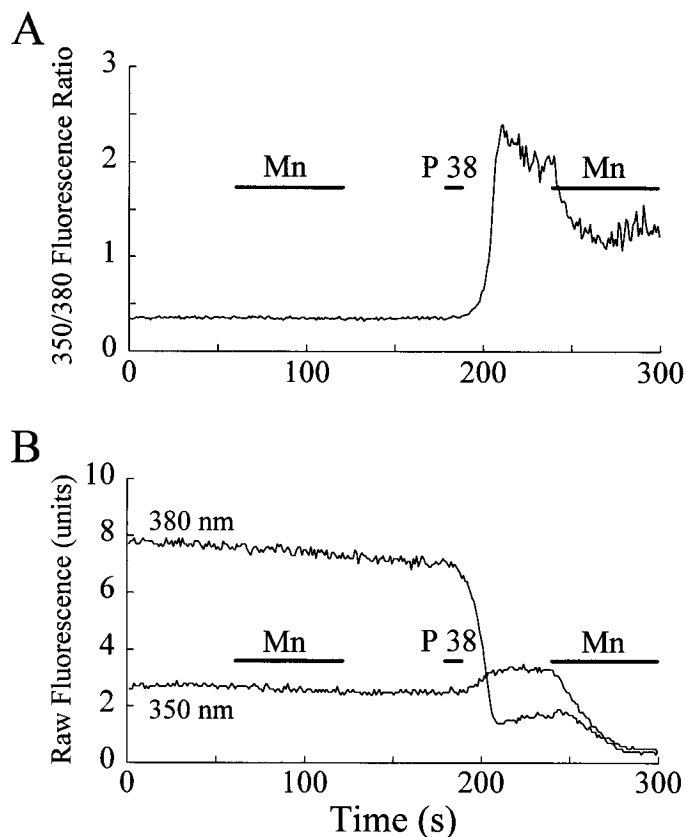 A
350/380 Fluorescence Ratio
3
2
1
0
Mn
P 38
Mn
0
100
200
300
B
Raw Fluorescence (units)
10
8
6
4
2
0
380 nm
Mn
P 38
Mn
350 nm
0
100
200
300
Time (s)